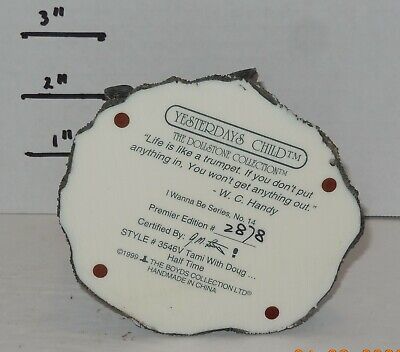 3"
2"
1"
YESTERDAYS CHILD™
THE DOLLSTONE COLLECTION™
"Life is like a trumpet. If you don't put
anything in, You won't get anything out."
- W. C. Handy
I Wanna Be Series, No. 14
Premier Edition # 2878
Certified By:
STYLE # 3546V Tami With Doug ...
Half Time
©1999 THE BOYDS COLLECTION LTD®
HANDMADE IN CHINA